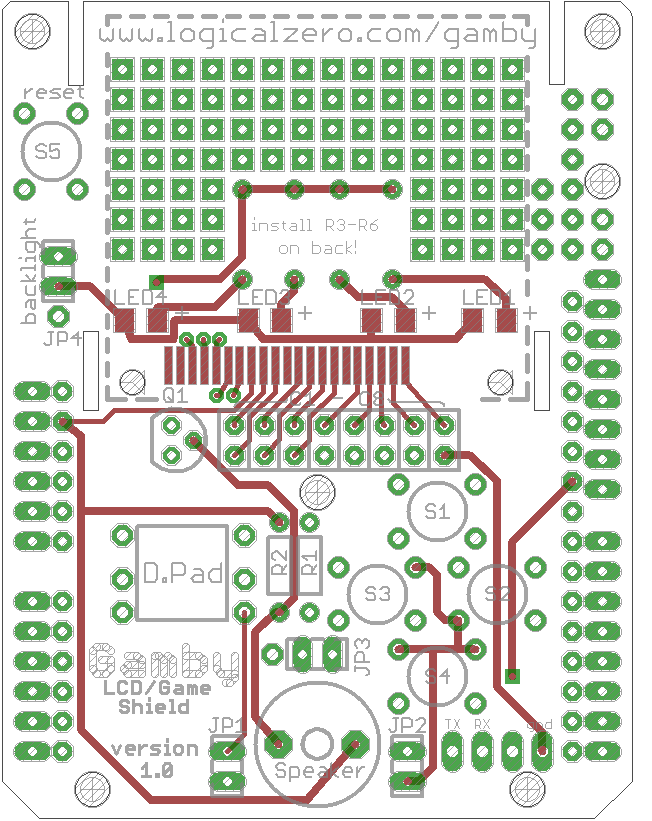 www.logicalzero.com/gamby
reset
S5
install R3-R6
on back!
backlight
LED4
LED3
LED2
LED1
+
+
+
+
JP4
Q1
C8
S1
R2
R1
D.Pad
S3
S2
JP3
Gamby
S4
LCD/Game
Shield
JP1
JP2
TX
RX
gnd
version
1.0
Speaker